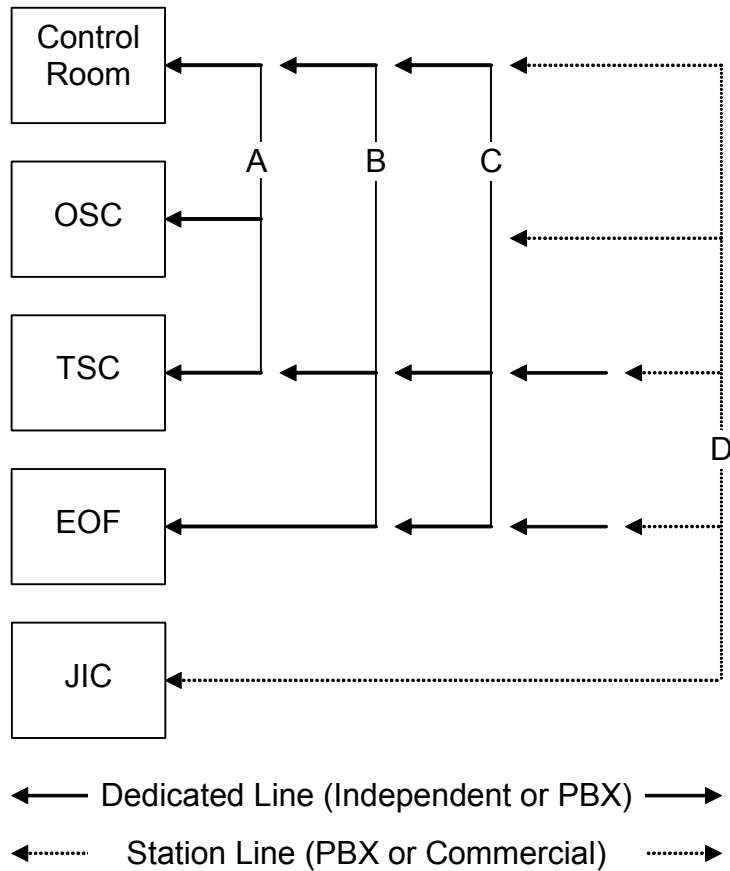 Control
Room
A
B
C
OSC
TSC
D
EOF
JIC
Dedicated Line (Independent or PBX)
Station Line (PBX or Commercial)